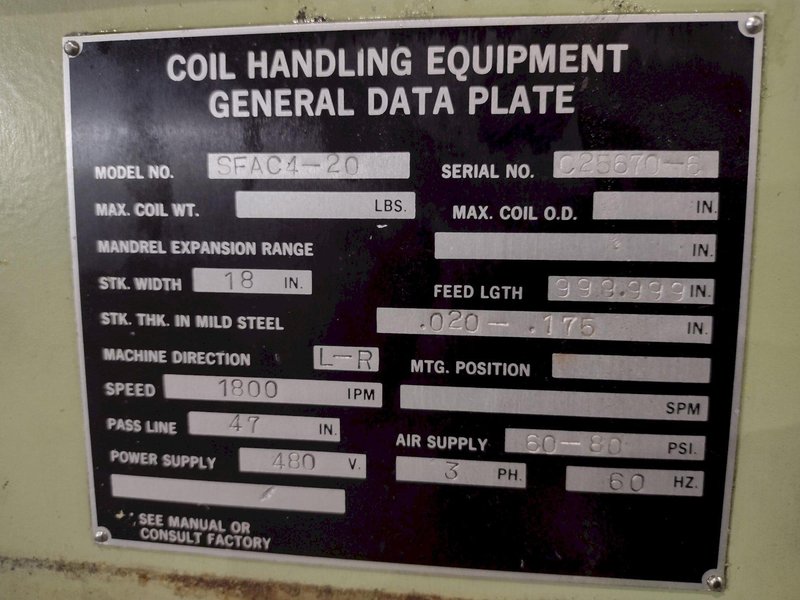 COIL HANDLING EQUIPMENT
GENERAL DATA PLATE
MODEL NO. SFAC4-20 SERIAL NO. C25670-6
MAX. COIL WT. LBS. MAX. COIL O.D. IN.
MANDREL EXPANSION RANGE IN.
STK. WIDTH 18 IN. FEED LGTH 999.999 IN.
STK. THK. IN MILD STEEL .020- .175 IN.
MACHINE DIRECTION L-R MTG. POSITION
SPEED 1800 IPM SPM
PASS LINE 47 IN. AIR SUPPLY 60-80 PSI.
POWER SUPPLY 480 V. 3 PH. 60 HZ.
SEE MANUAL OR
CONSULT FACTORY